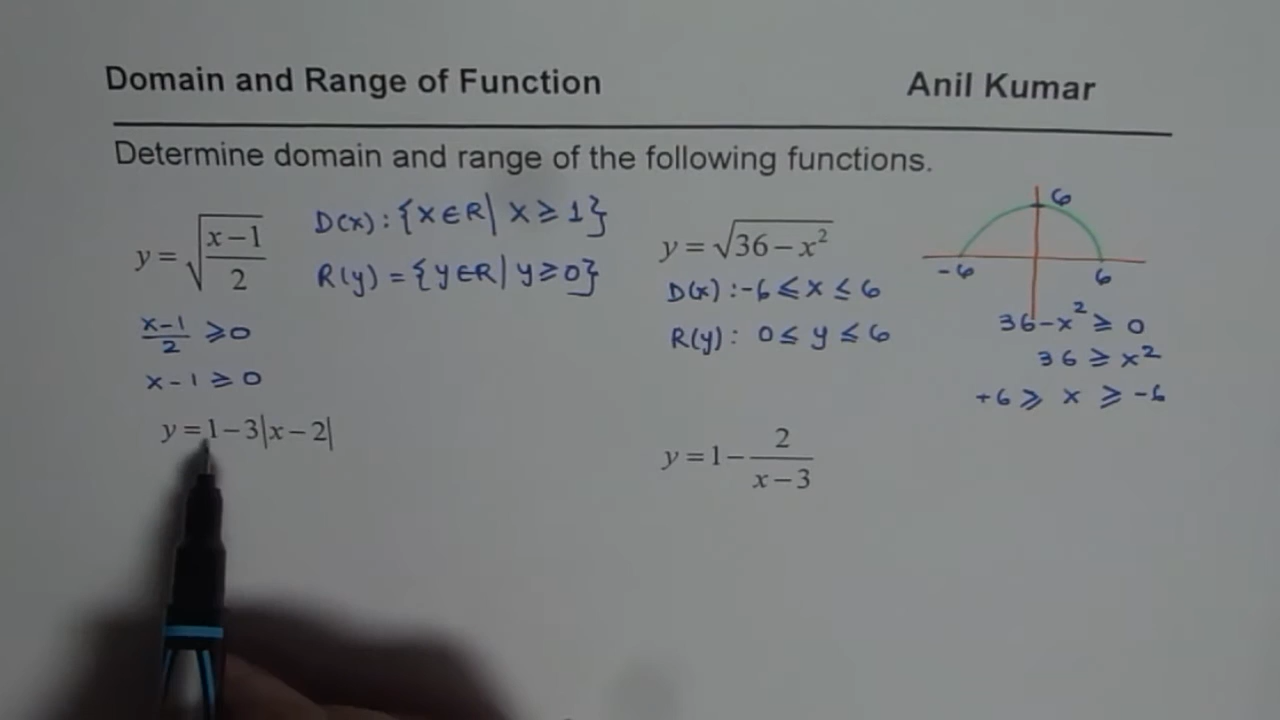 Domain and Range of Function Anil Kumar
Determine domain and range of the following functions.
y = √((x−1)/2)
D(x) : {X∈R | X ≥ 1}
R(y) = {y∈R | y ≥ 0}
(x−1)/2 ≥ 0
x − 1 ≥ 0
y = √(36 − x²)
D(x) : −6 ≤ x ≤ 6
R(y) : 0 ≤ y ≤ 6
6
−6 6
36 − x² ≥ 0
36 ≥ x²
+6 ≥ x ≥ −6
y = 1 − 3|x − 2|
y = 1 − 2/(x − 3)